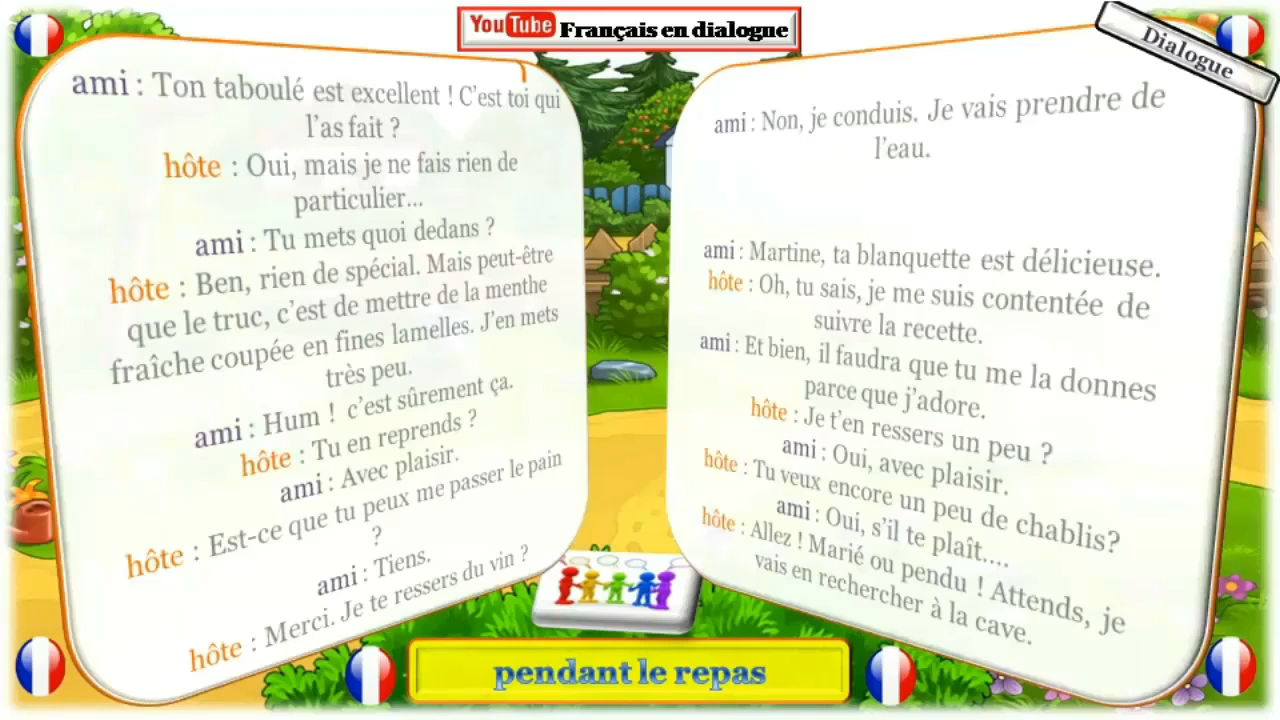 YouTube Français en dialogue
Dialogue
ami : Ton taboulé est excellent ! C'est toi qui
l'as fait ?
hôte : Oui, mais je ne fais rien de
particulier...
ami : Tu mets quoi dedans ?
hôte : Ben, rien de spécial. Mais peut-être
que le truc, c'est de mettre de la menthe
fraîche coupée en fines lamelles. J'en mets
très peu.
ami : Hum ! c'est sûrement ça.
hôte : Tu en reprends ?
ami : Avec plaisir.
hôte : Est-ce que tu peux me passer le pain
?
ami : Tiens.
hôte : Merci. Je te ressers du vin ?
ami : Non, je conduis. Je vais prendre de
l'eau.
ami : Martine, ta blanquette est délicieuse.
hôte : Oh, tu sais, je me suis contentée de
suivre la recette.
ami : Et bien, il faudra que tu me la donnes
parce que j'adore.
hôte : Je t'en ressers un peu ?
ami : Oui, avec plaisir.
hôte : Tu veux encore un peu de chablis?
ami : Oui, s'il te plaît....
hôte : Allez ! Marié ou pendu ! Attends, je
vais en rechercher à la cave.
pendant le repas